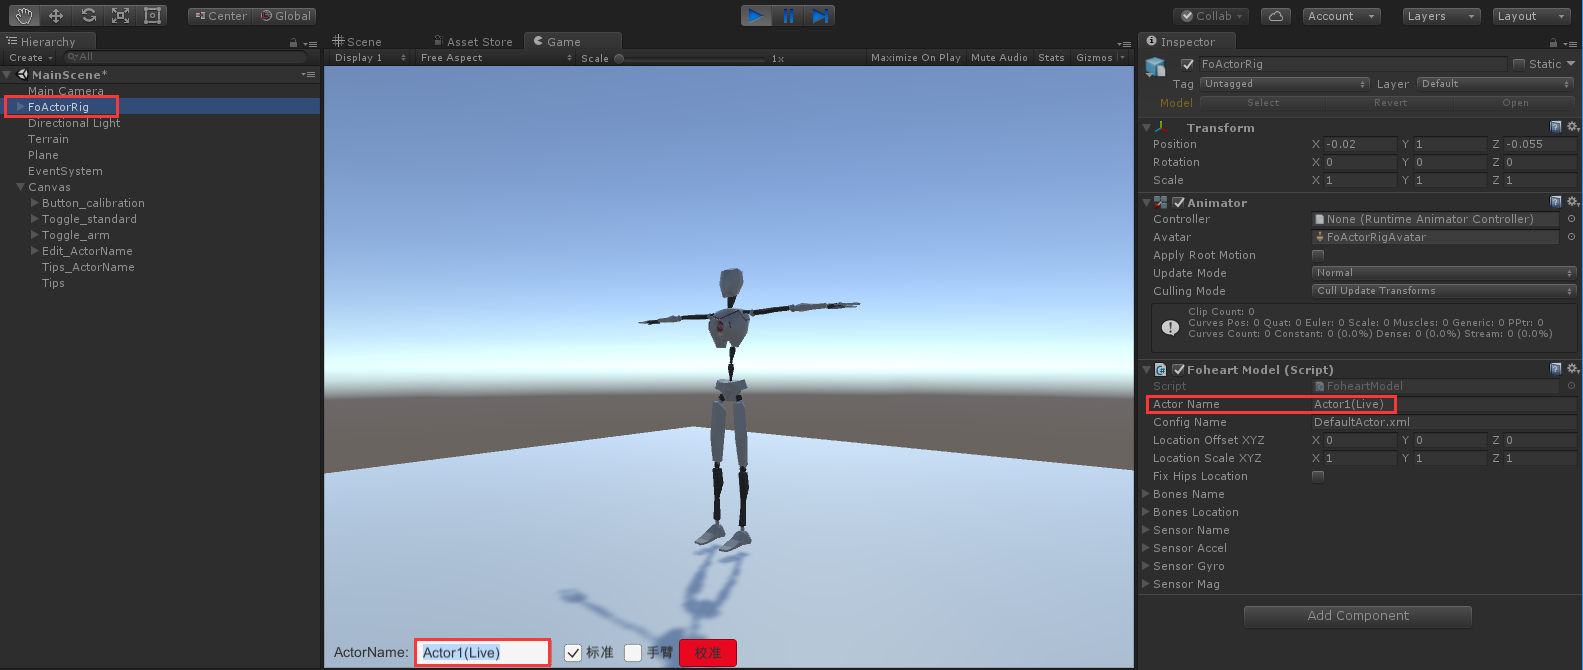 Center Global Collab Account Layers Layout
Hierarchy
Create All
MainScene*
Main Camera
FoActorRig
Directional Light
Terrain
Plane
EventSystem
Canvas
Button_calibration
Toggle_standard
Toggle_arm
Edit_ActorName
Tips_ActorName
Tips
Scene Asset Store Game
Display 1 Free Aspect Scale 1x Maximize On Play Mute Audio Stats Gizmos
ActorName: Actor1(Live) 标准 手臂 校准
Inspector
FoActorRig Static
Tag Untagged Layer Default
Model Select Revert Open
Transform
Position X -0.02 Y 1 Z -0.055
Rotation X 0 Y 0 Z 0
Scale X 1 Y 1 Z 1
Animator
Controller None (Runtime Animator Controller)
Avatar FoActorRigAvatar
Apply Root Motion
Update Mode Normal
Culling Mode Cull Update Transforms
Clip Count: 0
Curves Pos: 0 Quat: 0 Euler: 0 Scale: 0 Muscles: 0 Generic: 0 PPtr: 0
Curves Count: 0 Constant: 0 (0.0%) Dense: 0 (0.0%) Stream: 0 (0.0%)
Foheart Model (Script)
Script FoheartModel
Actor Name Actor1(Live)
Config Name DefaultActor.xml
Location Offset XYZ X 0 Y 0 Z 0
Location Scale XYZ X 1 Y 1 Z 1
Fix Hips Location
Bones Name
Bones Location
Sensor Name
Sensor Accel
Sensor Gyro
Sensor Mag
Add Component